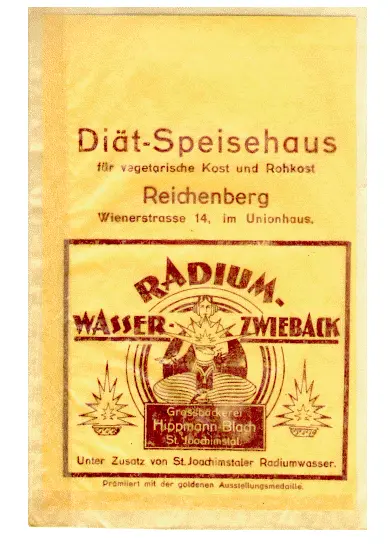 Diät-Speisehaus
für vegetarische Kost und Rohkost
Reichenberg
Wienerstrasse 14, im Unionhaus.
RADIUM-
WASSER-ZWIEBACK
Grossbäckerei
Hippmann-Blach
St. Joachimstal.
Unter Zusatz von St. Joachimstaler Radiumwasser.
Prämiiert mit der goldenen Ausstellungsmedaille.